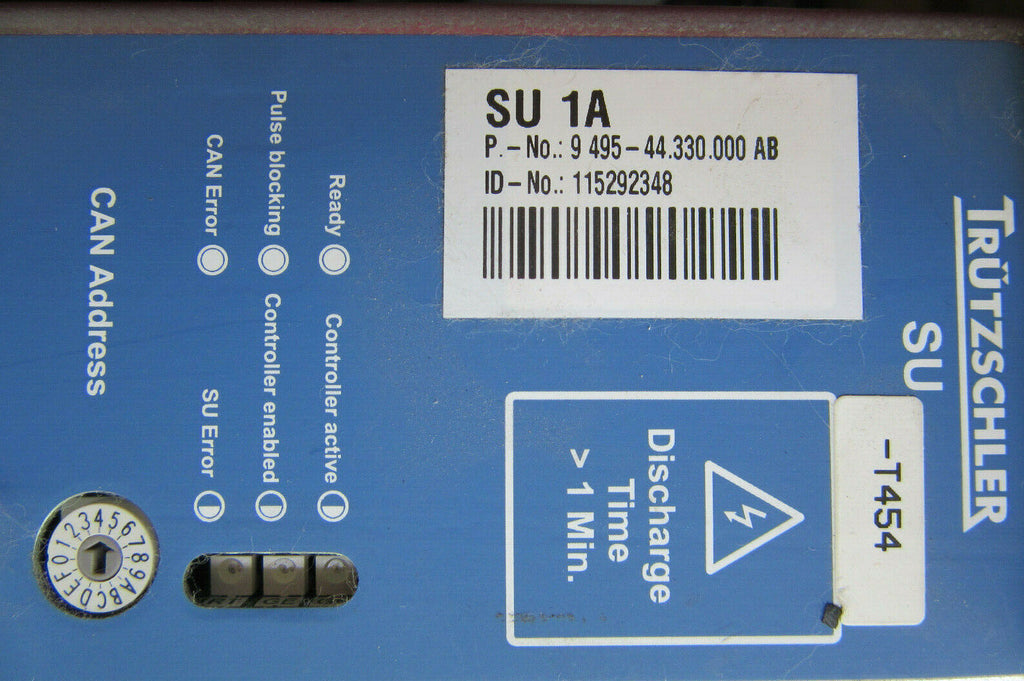 SU 1A
P.-No.: 9 495-44.330.000 AB
ID-No.: 115292348
TRÜTZSCHLER
SU
-T454
Discharge
Time
> 1 Min.
Ready
Controller active
Pulse blocking
Controller enabled
CAN Error
SU Error
CAN Address
0123456789ABCDEF